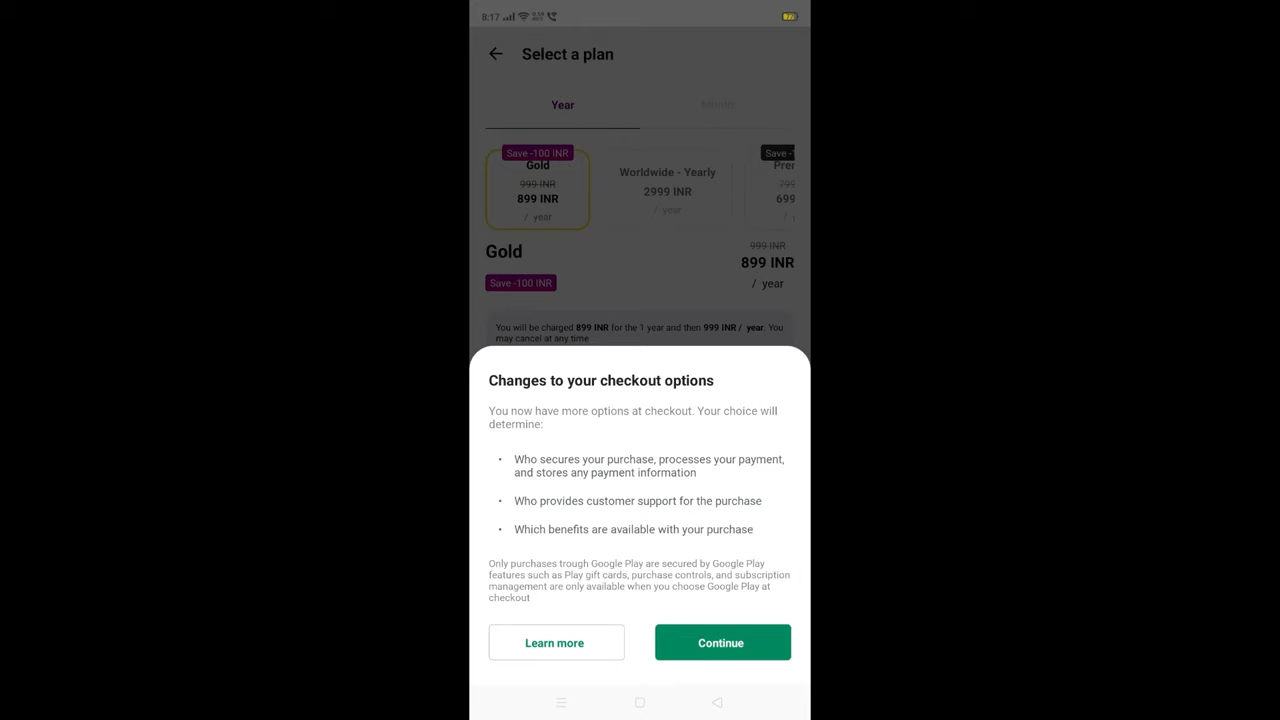 8:17
77
Select a plan
Year
Month
Save -100 INR
Gold
999 INR
899 INR
/ year
Worldwide - Yearly
2999 INR
/ year
Save -1
Prer
799
699
Gold
999 INR
899 INR
Save -100 INR
/ year
You will be charged 899 INR for the 1 year and then 999 INR / year. You
may cancel at any time
Changes to your checkout options
You now have more options at checkout. Your choice will
determine:
• Who secures your purchase, processes your payment,
and stores any payment information
• Who provides customer support for the purchase
• Which benefits are available with your purchase
Only purchases trough Google Play are secured by Google Play
features such as Play gift cards, purchase controls, and subscription
management are only available when you choose Google Play at
checkout
Learn more
Continue